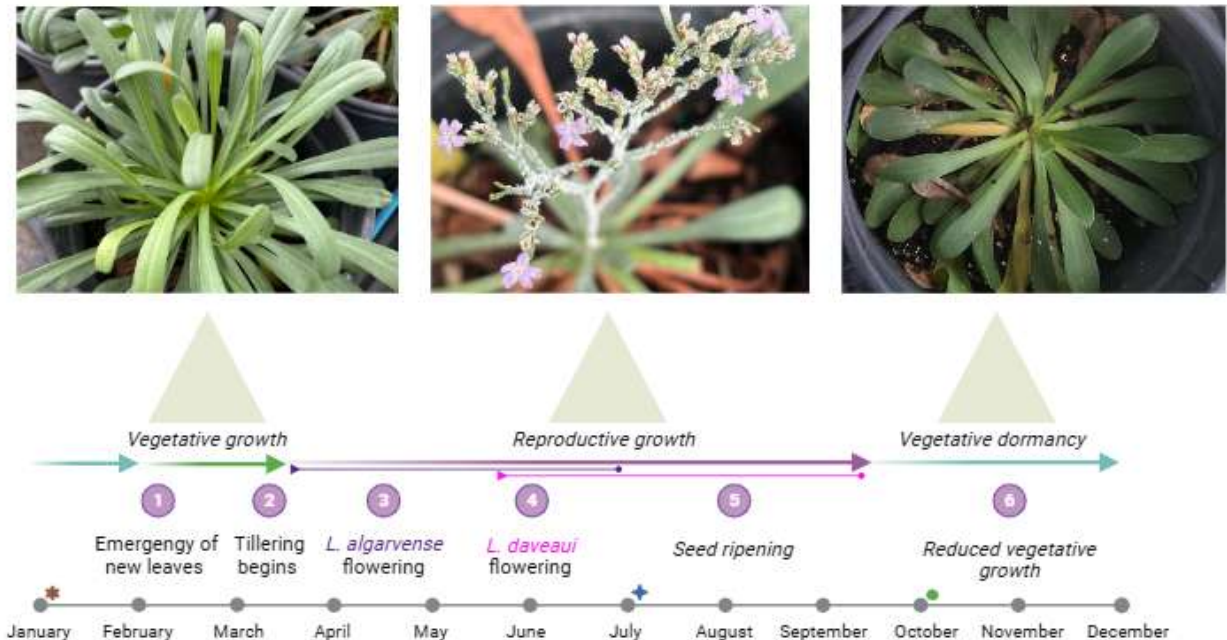 Vegetative growth
Reproductive growth
Vegetative dormancy
1
2
3
4
5
6
Emergengy of
new leaves
Tillering
begins
L. algarvense
flowering
L. daveaui
flowering
Seed ripening
Reduced vegetative
growth
January
February
March
April
May
June
July
August
September
October
November
December